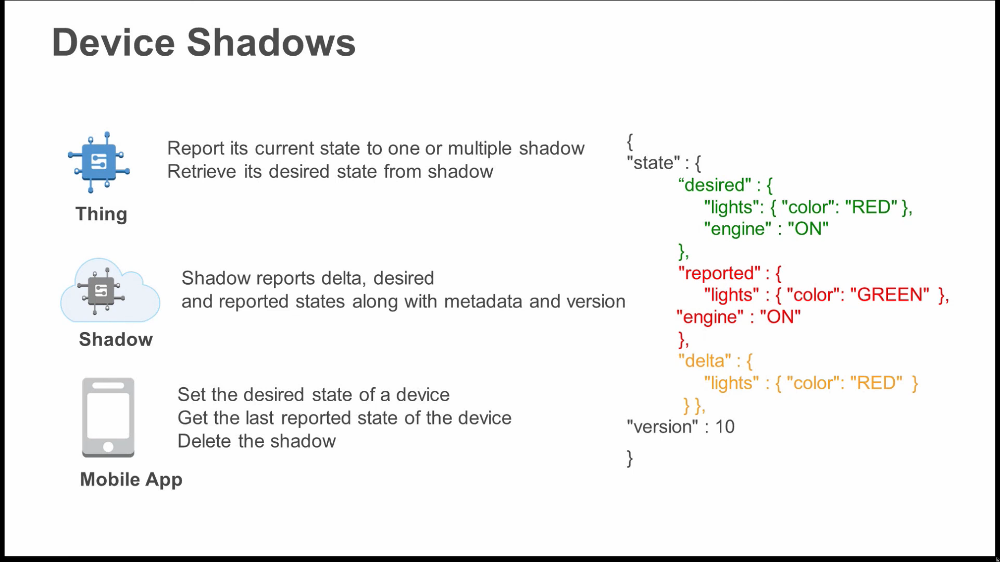 Device Shadows
Report its current state to one or multiple shadow
Retrieve its desired state from shadow
Thing
Shadow reports delta, desired
and reported states along with metadata and version
Shadow
Set the desired state of a device
Get the last reported state of the device
Delete the shadow
Mobile App
{
"state" : {
“desired" : {
"lights": { "color": "RED" },
"engine" : "ON"
},
"reported" : {
"lights" : { "color": "GREEN" },
"engine" : "ON"
},
"delta" : {
"lights" : { "color": "RED" }
} },
"version" : 10
}